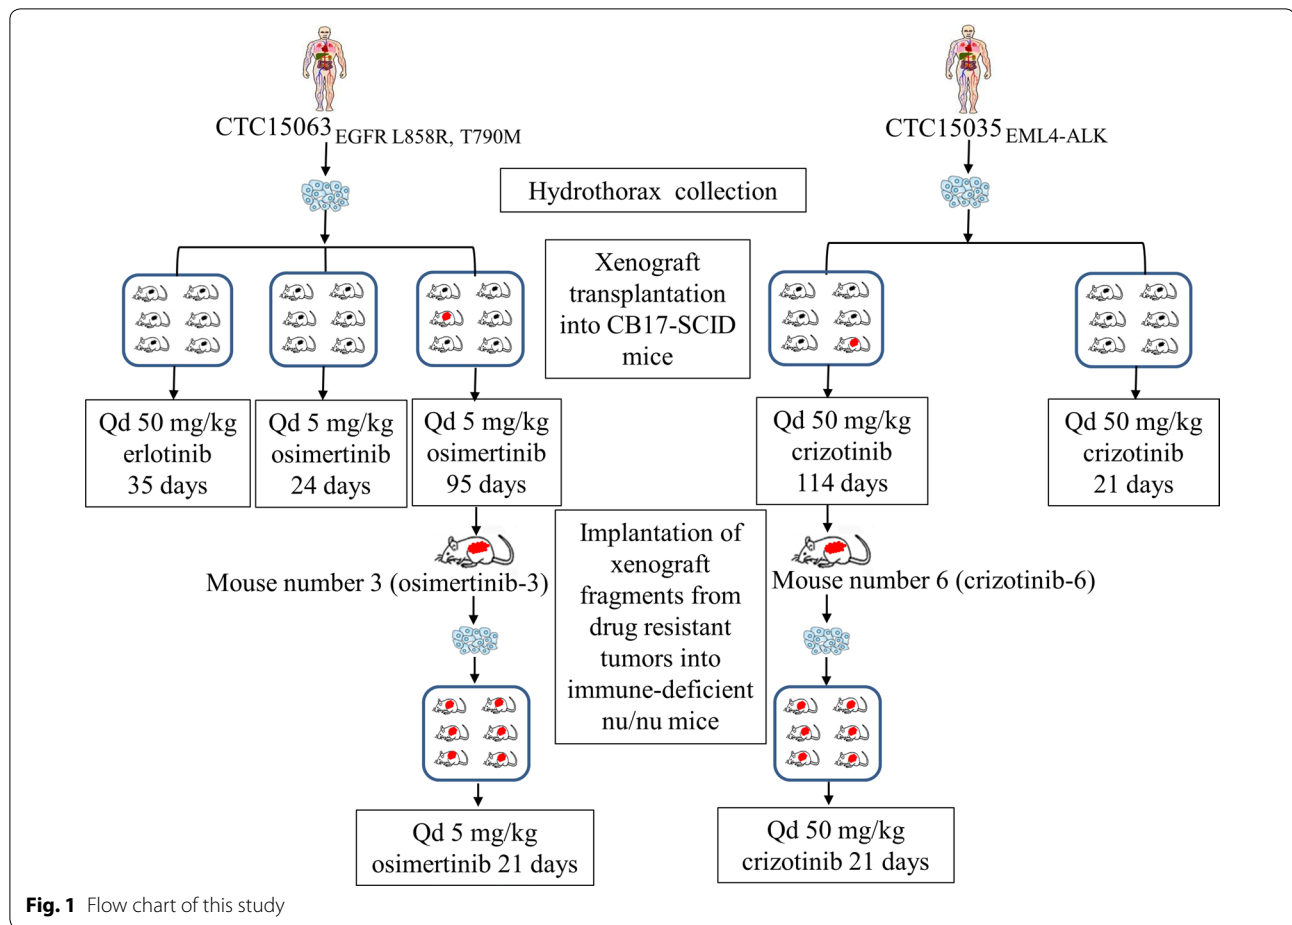 CTC15063 EGFR L858R, T790M
CTC15035 EML4-ALK
Hydrothorax collection
Xenograft
transplantation
into CB17-SCID
mice
Qd 50 mg/kg
erlotinib
35 days
Qd 5 mg/kg
osimertinib
24 days
Qd 5 mg/kg
osimertinib
95 days
Qd 50 mg/kg
crizotinib
114 days
Qd 50 mg/kg
crizotinib
21 days
Mouse number 3 (osimertinib-3)
Implantation of
xenograft
fragments from
drug resistant
tumors into
immune-deficient
nu/nu mice
Mouse number 6 (crizotinib-6)
Qd 5 mg/kg
osimertinib 21 days
Qd 50 mg/kg
crizotinib 21 days
Fig. 1 Flow chart of this study